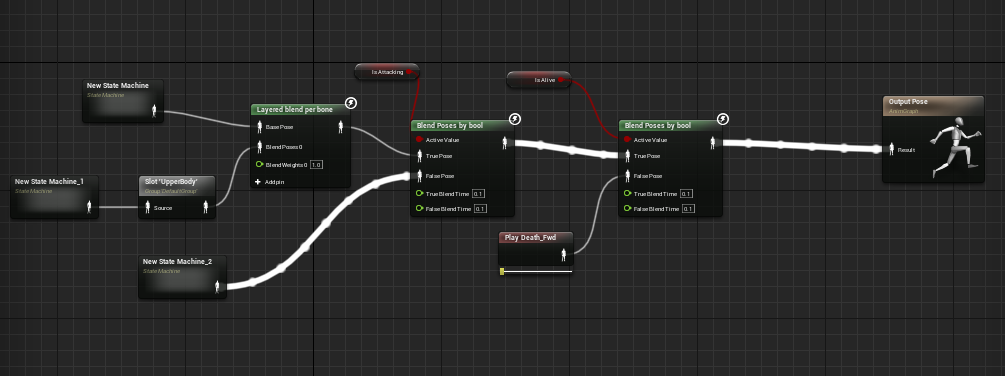 Is Attacking
Is Alive
New State Machine
State Machine
Layered blend per bone
Base Pose
Blend Poses 0
Blend Weights 0 1.0
Add pin
New State Machine_1
State Machine
Slot 'UpperBody'
Group DefaultGroup
Source
New State Machine_2
State Machine
Blend Poses by bool
Active Value
True Pose
False Pose
True Blend Time 0.1
False Blend Time 0.1
Blend Poses by bool
Active Value
True Pose
False Pose
True Blend Time 0.1
False Blend Time 0.1
Play Death_Fwd
Output Pose
AnimGraph
Result